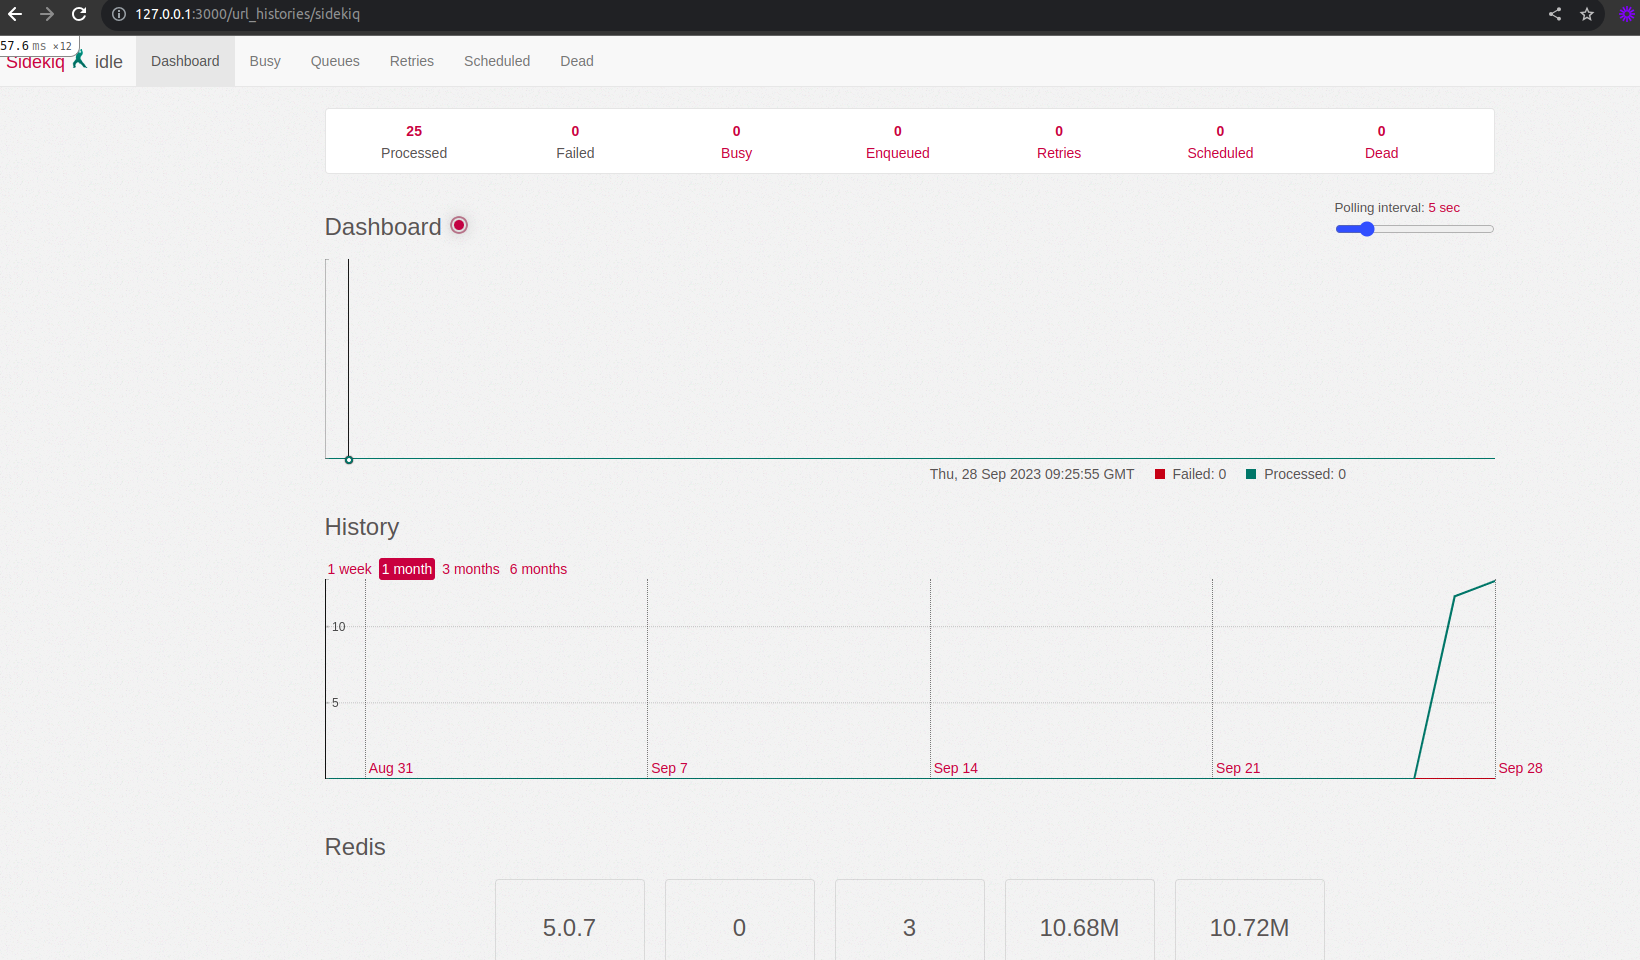 127.0.0.1:3000/url_histories/sidekiq
57.6 ms ×12
Sidekiq idle Dashboard Busy Queues Retries Scheduled Dead
25 0 0 0 0 0 0
Processed Failed Busy Enqueued Retries Scheduled Dead
Polling interval: 5 sec
Dashboard
Thu, 28 Sep 2023 09:25:55 GMT Failed: 0 Processed: 0
History
1 week 1 month 3 months 6 months
10
5
Aug 31 Sep 7 Sep 14 Sep 21 Sep 28
Redis
5.0.7 0 3 10.68M 10.72M